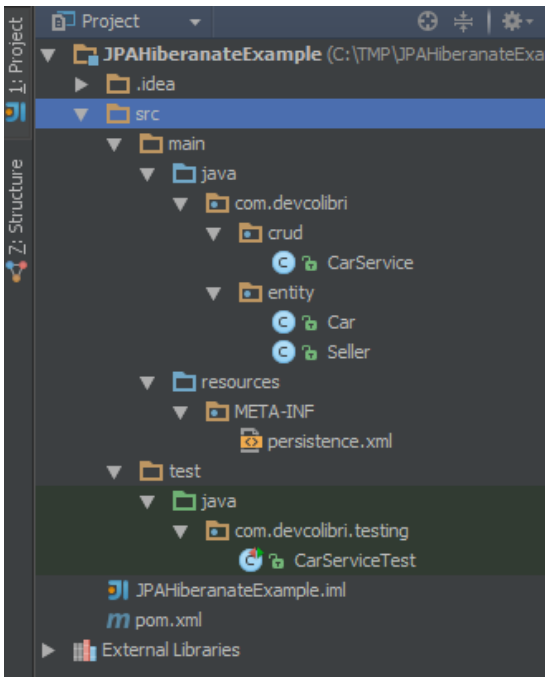 Project
1: Project
7: Structure
JPAHiberanateExample (C:\TMP\JPAHiberanateExa
.idea
src
main
java
com.devcolibri
crud
CarService
entity
Car
Seller
resources
META-INF
persistence.xml
test
java
com.devcolibri.testing
CarServiceTest
JPAHiberanateExample.iml
pom.xml
External Libraries